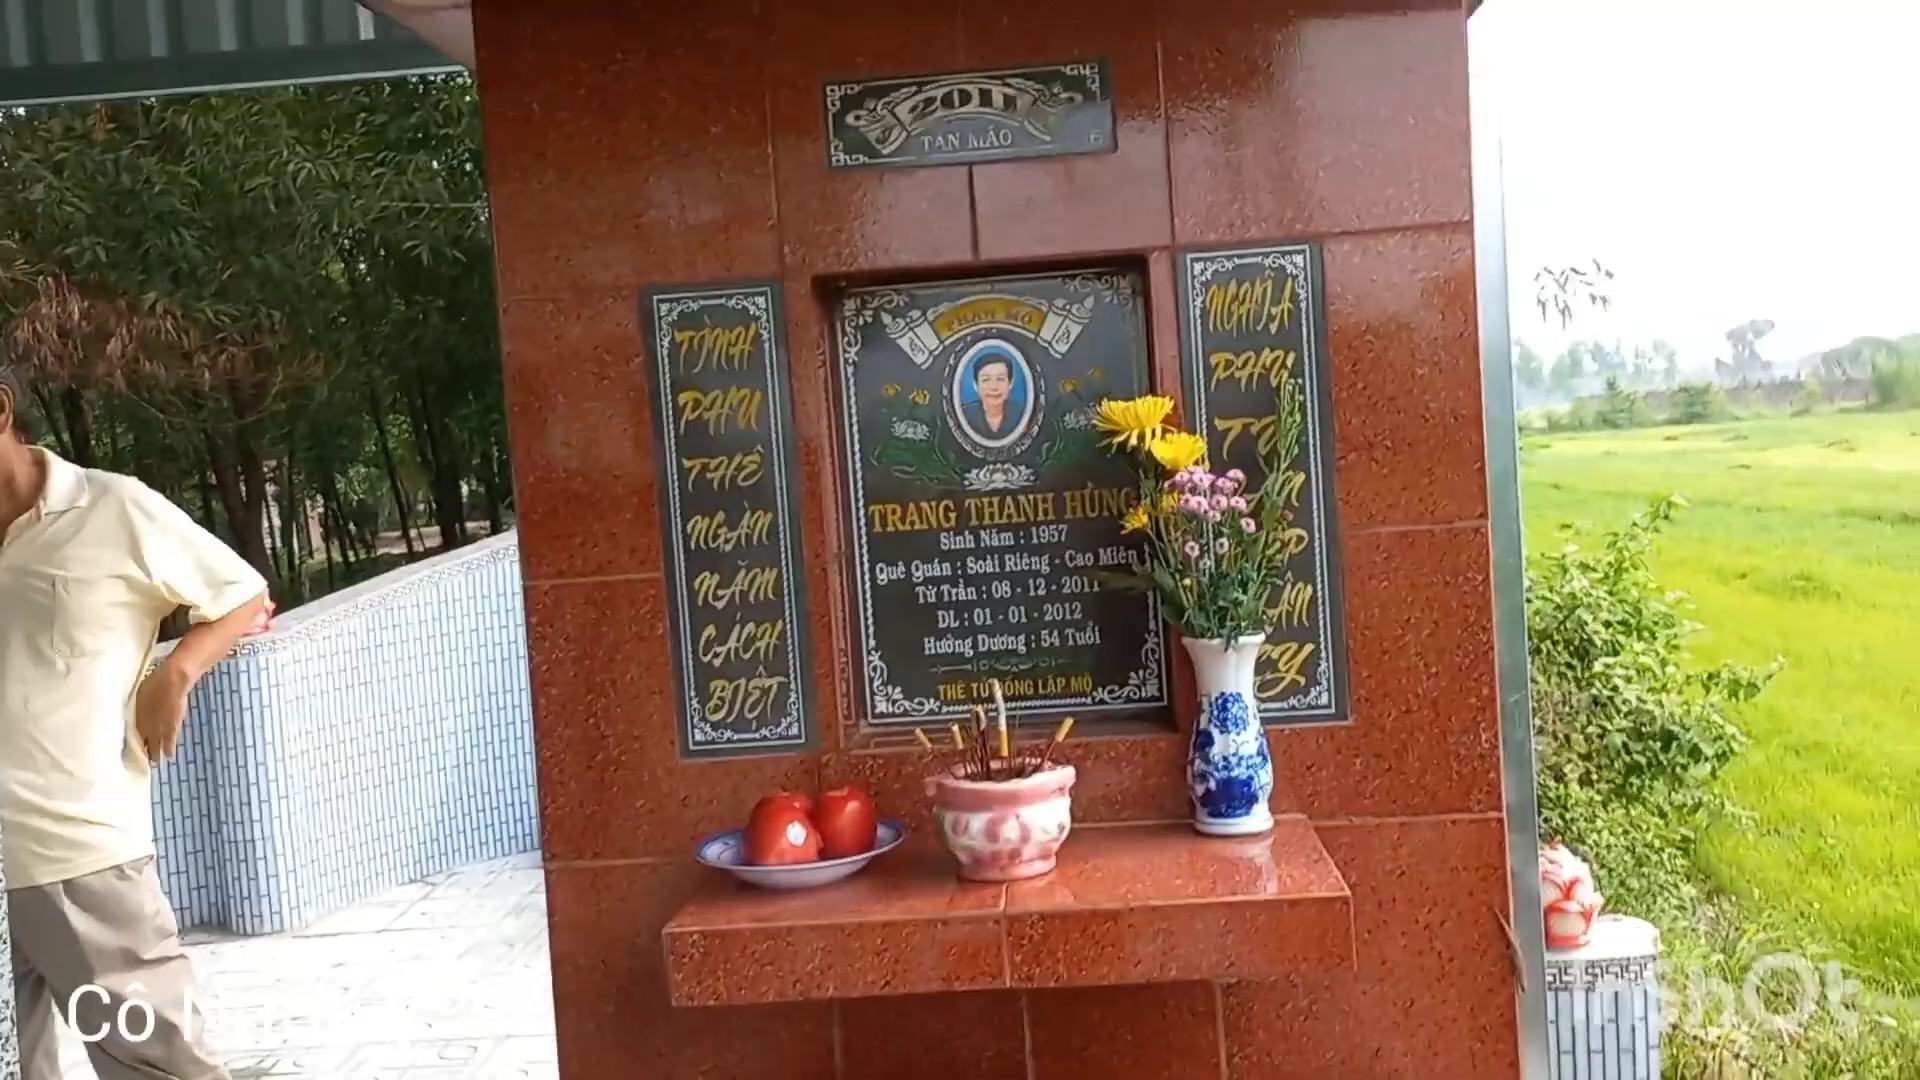 2011
TÂN MÃO
TÌNH
PHU
THÊ
NGÀN
NĂM
CÁCH
BIỆT
PHẦN MỘ
TRANG THANH HÙNG
Sinh Năm : 1957
Quê Quán : Soài Riêng - Cao Miên
Từ Trần : 08 - 12 - 2011
DL : 01 - 01 - 2012
Hưởng Dương : 54 Tuổi
THÊ TỬ ĐỒNG LẬP MỘ
NGHĨA
PHỤ
Cô
InShOt